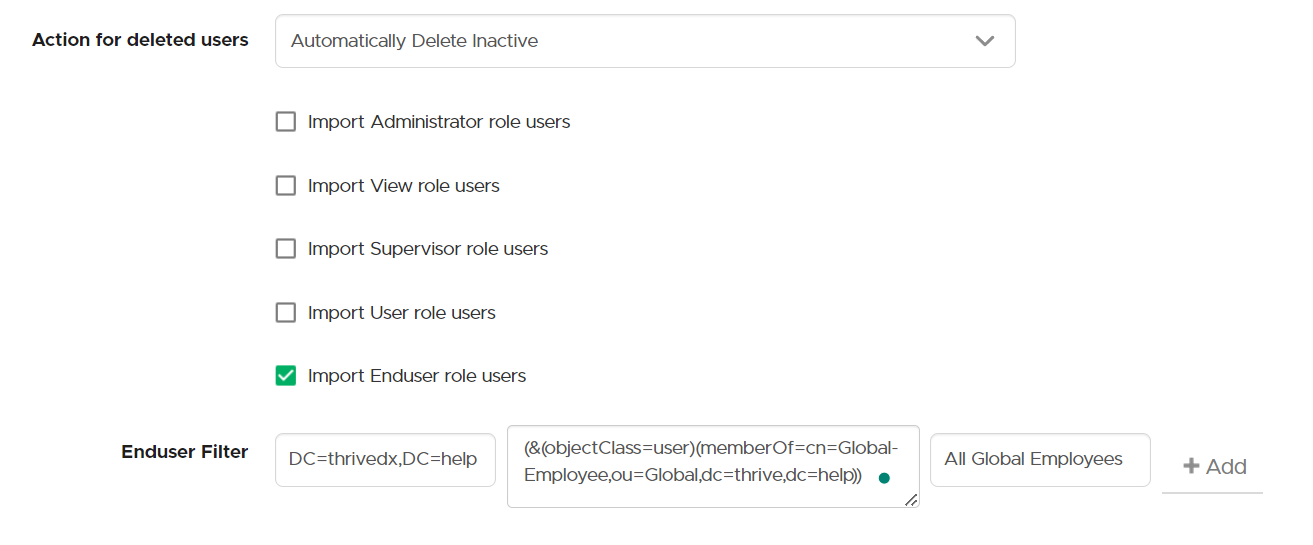 Action for deleted users
Automatically Delete Inactive
Import Administrator role users
Import View role users
Import Supervisor role users
Import User role users
Import Enduser role users
Enduser Filter
DC=thrivedx,DC=help
(&(objectClass=user)(memberOf=cn=Global-
Employee,ou=Global,dc=thrive,dc=help))
All Global Employees
+ Add